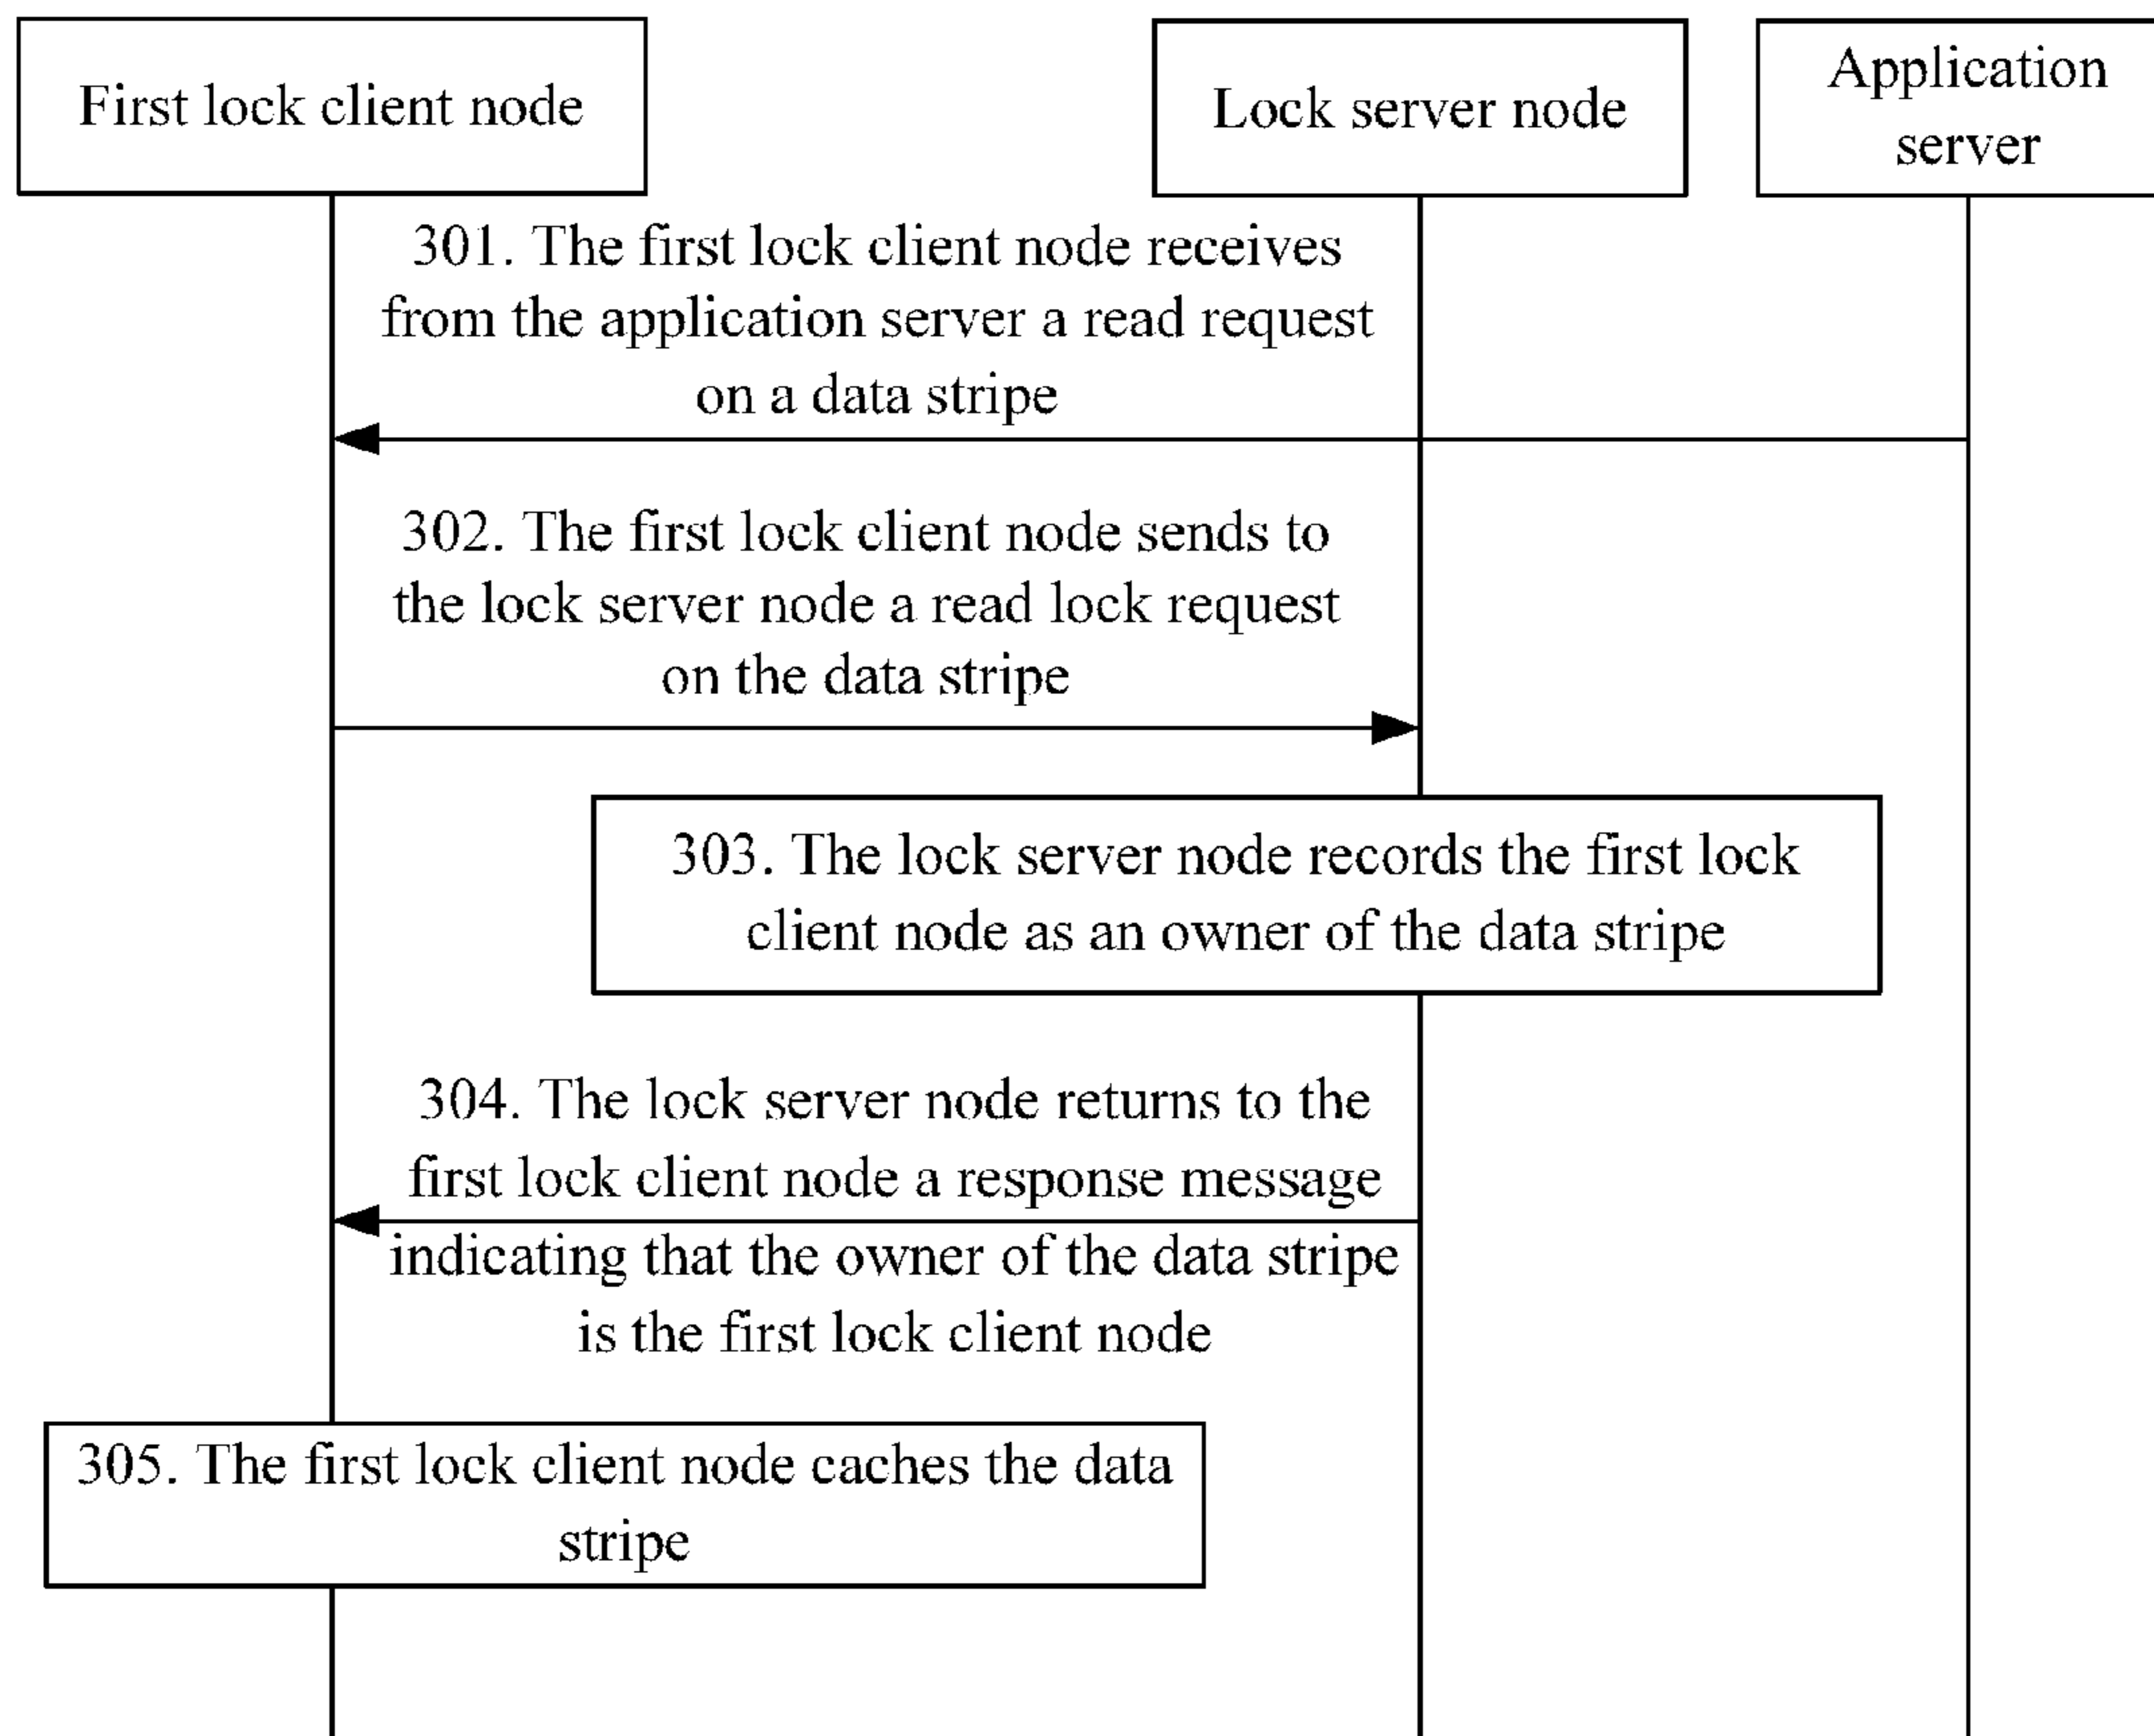 First lock client node
Lock server node
Application
server
301. The first lock client node receives
from the application server a read request
on a data stripe
302. The first lock client node sends to
the lock server node a read lock request
on the data stripe
303. The lock server node records the first lock
client node as an owner of the data stripe
304. The lock server node returns to the
first lock client node a response message
indicating that the owner of the data stripe
is the first lock client node
305. The first lock client node caches the data
stripe